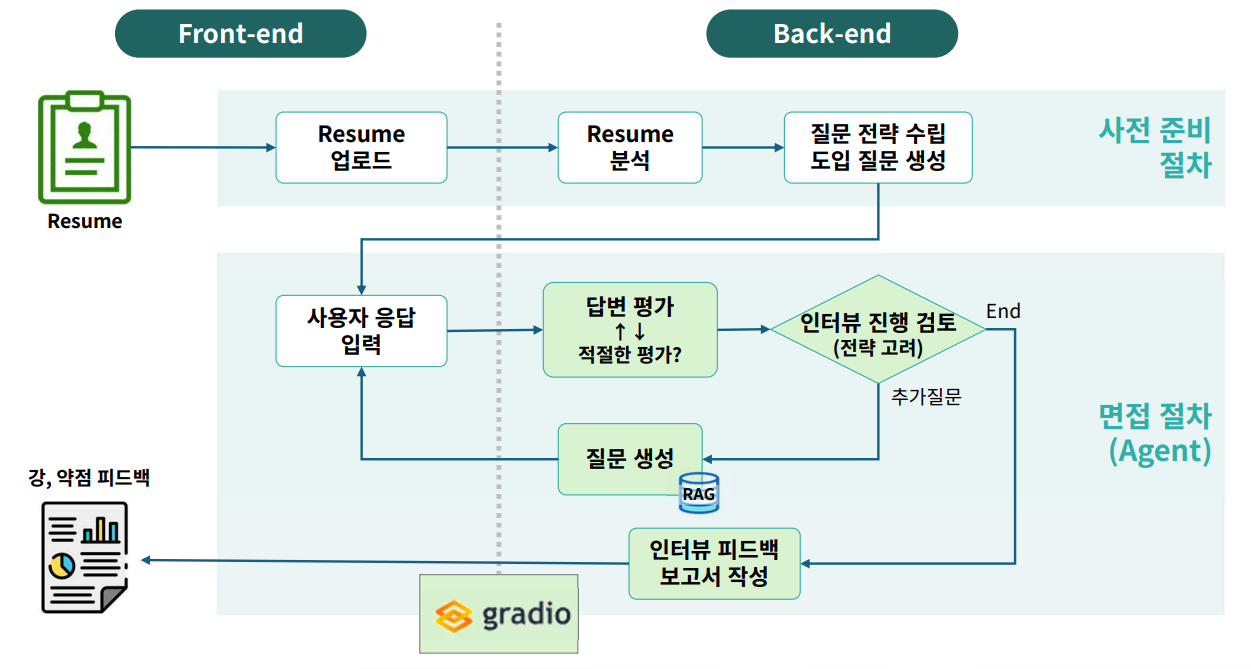 Front-end
Back-end
Resume
Resume
업로드
Resume
분석
질문 전략 수립
도입 질문 생성
사전 준비
절차
사용자 응답
입력
답변 평가
↑↓
적절한 평가?
인터뷰 진행 검토
(전략 고려)
End
추가질문
질문 생성
RAG
면접 절차
(Agent)
강, 약점 피드백
인터뷰 피드백
보고서 작성
gradio